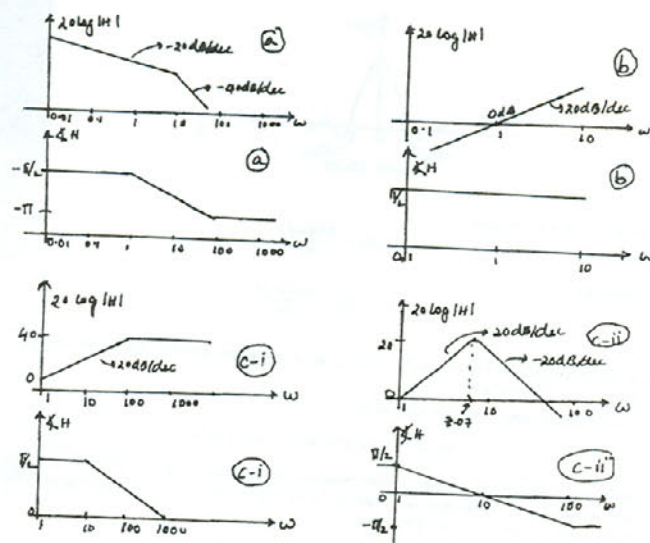 20 log |H|
a
-20dB/dec
-40dB/dec
0.01 0.1 1 10 100 1000 ω
∡H
a
-π/2
-π
0.01 0.1 1 10 100 1000 ω
20 log |H|
b
0dB
20dB/dec
0.1 1 10 ω
∡H
b
π/2
0.1 1 10 ω
20 log |H|
40
c-i
20dB/dec
0
1 10 100 1000 ω
∡H
π/2
c-i
0
1 10 100 1000 ω
20 log |H|
20dB/dec
c-ii
20
-20dB/dec
0
1 10 100 ω
7.07
∡H
π/2
c-ii
0
1 10 100 ω
-π/2